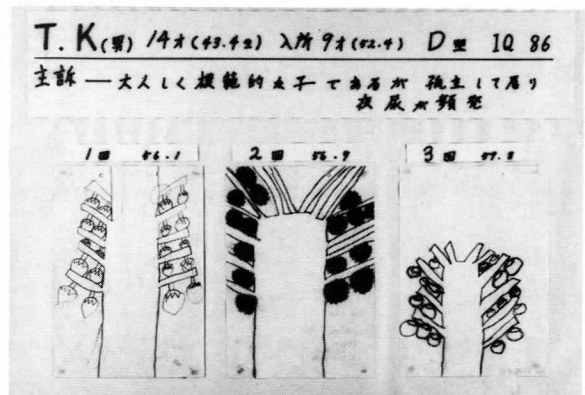 T.K(男) 14才(43.4生) 入所9才(52.4) D型 IQ 86
主訴 — 大人しく模範的な子であるが 孤立して居り
夜尿が頻発
1回 56.1
2回 56.9
3回 57.8